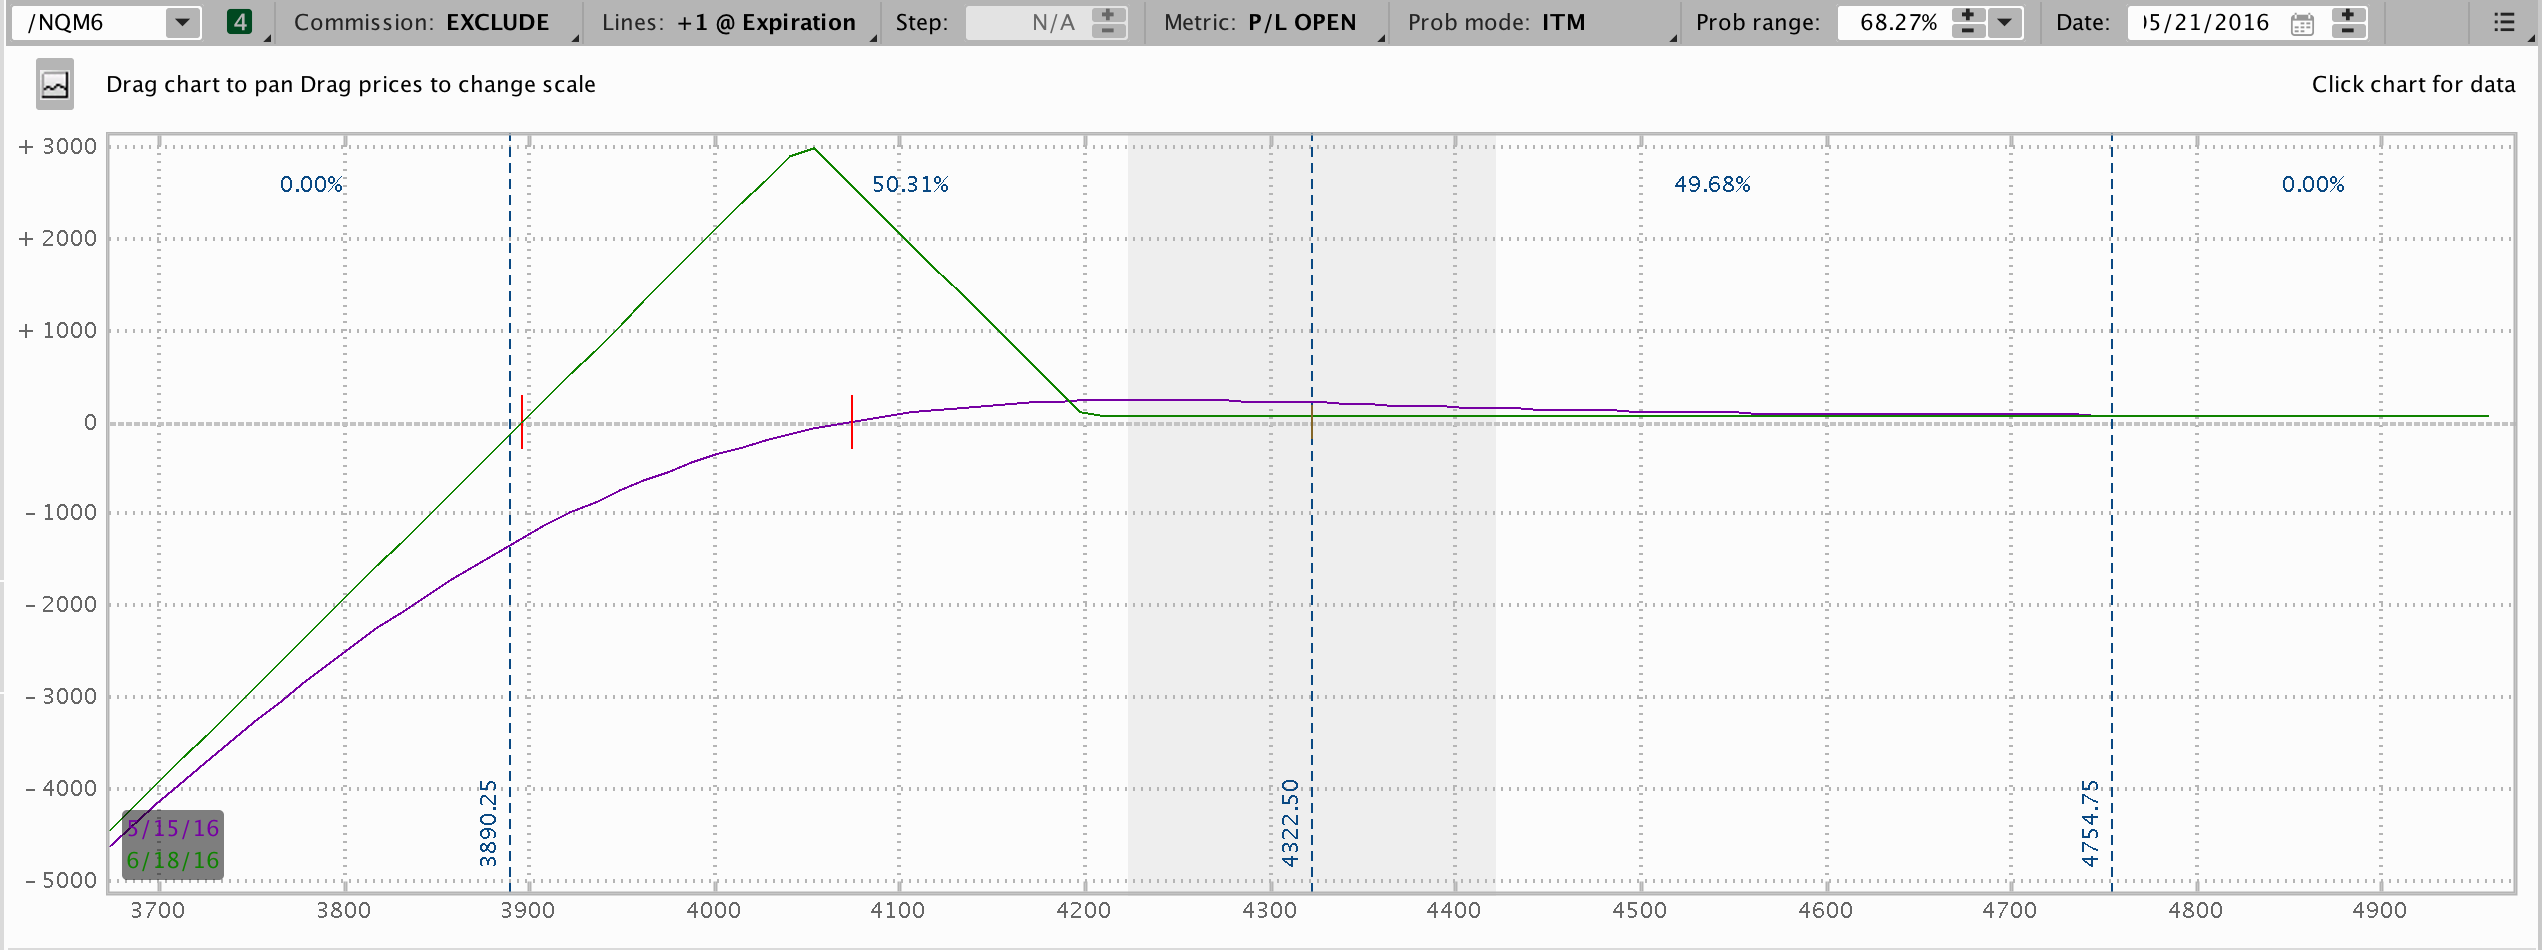 /NQM6 4 Commission: EXCLUDE Lines: +1 @ Expiration Step: N/A Metric: P/L OPEN Prob mode: ITM Prob range: 68.27% Date: 05/21/2016
Drag chart to pan Drag prices to change scale Click chart for data
+ 3000
0.00% 50.31% 49.68% 0.00%
+ 2000
+ 1000
0
- 1000
- 2000
- 3000
- 4000
3890.25 4322.50 4754.75
5/15/16
6/18/16
- 5000
3700 3800 3900 4000 4100 4200 4300 4400 4500 4600 4700 4800 4900